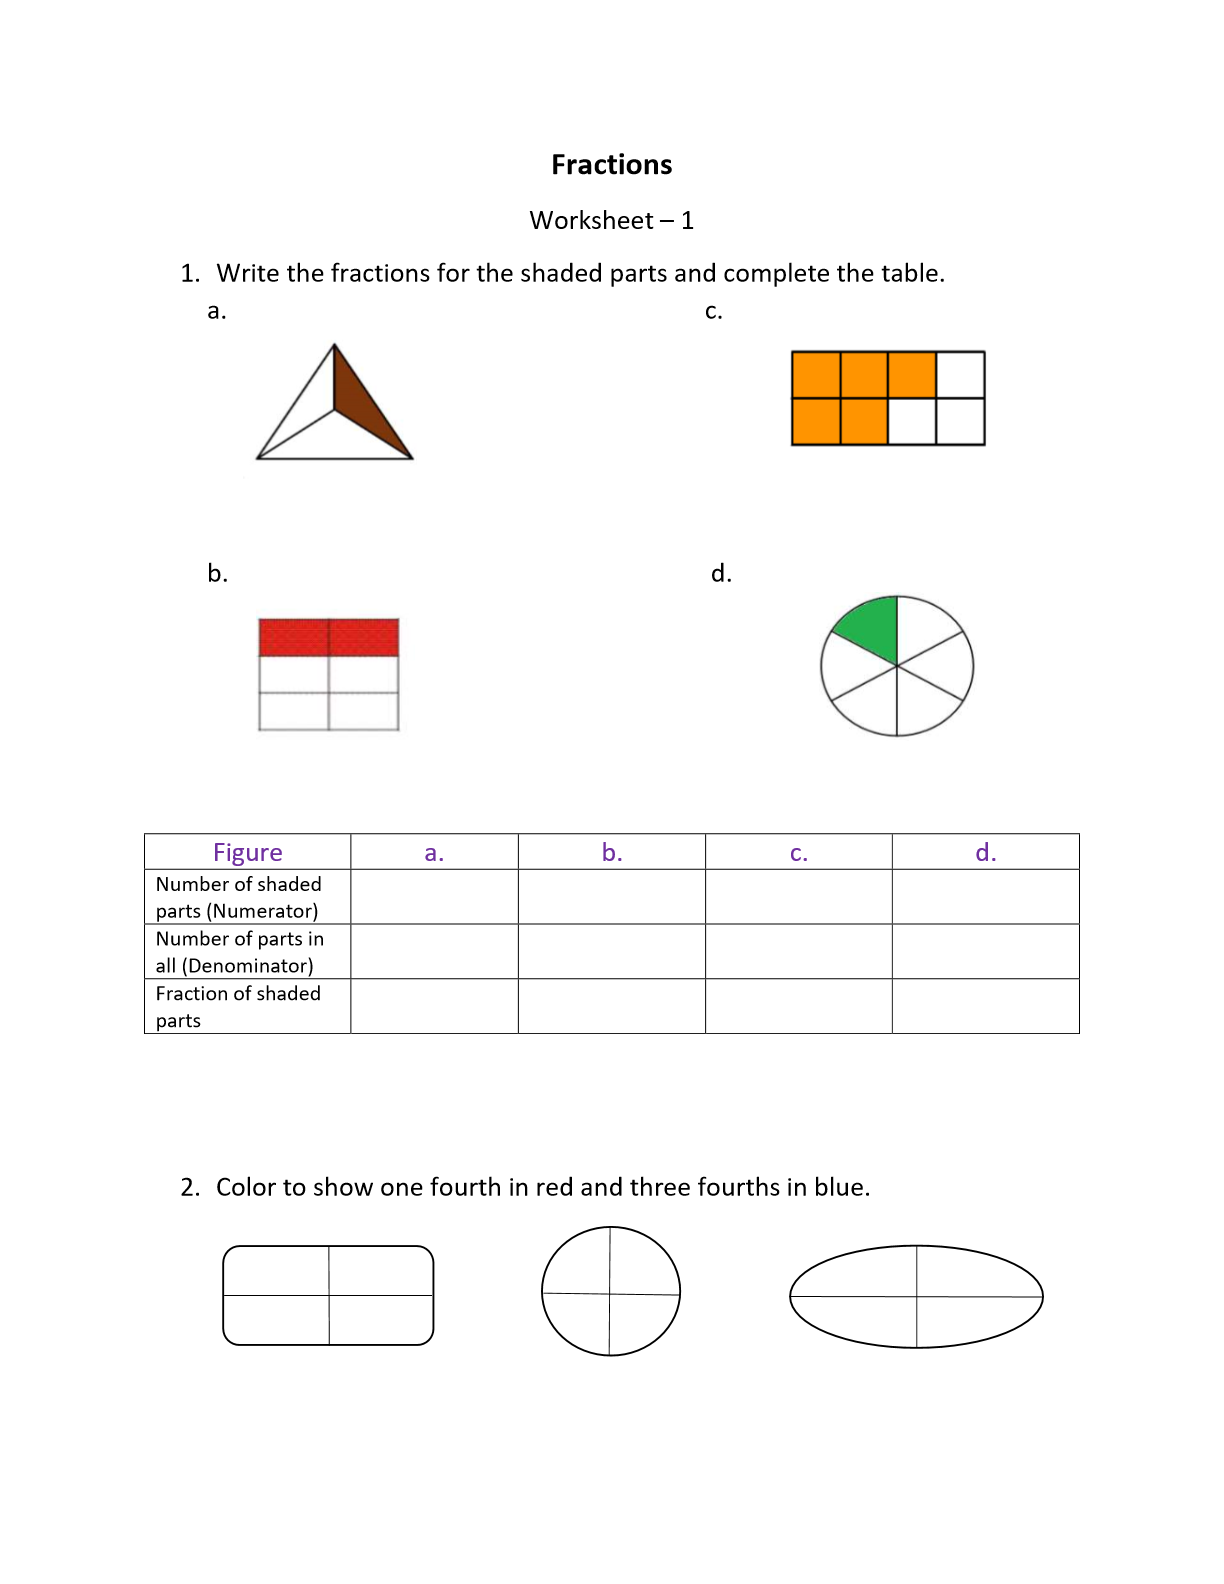 Fractions
Worksheet – 1
1. Write the fractions for the shaded parts and complete the table.
a.
c.
b.
d.
Figure a. b. c. d.
Number of shaded
parts (Numerator)
Number of parts in
all (Denominator)
Fraction of shaded
parts
2. Color to show one fourth in red and three fourths in blue.